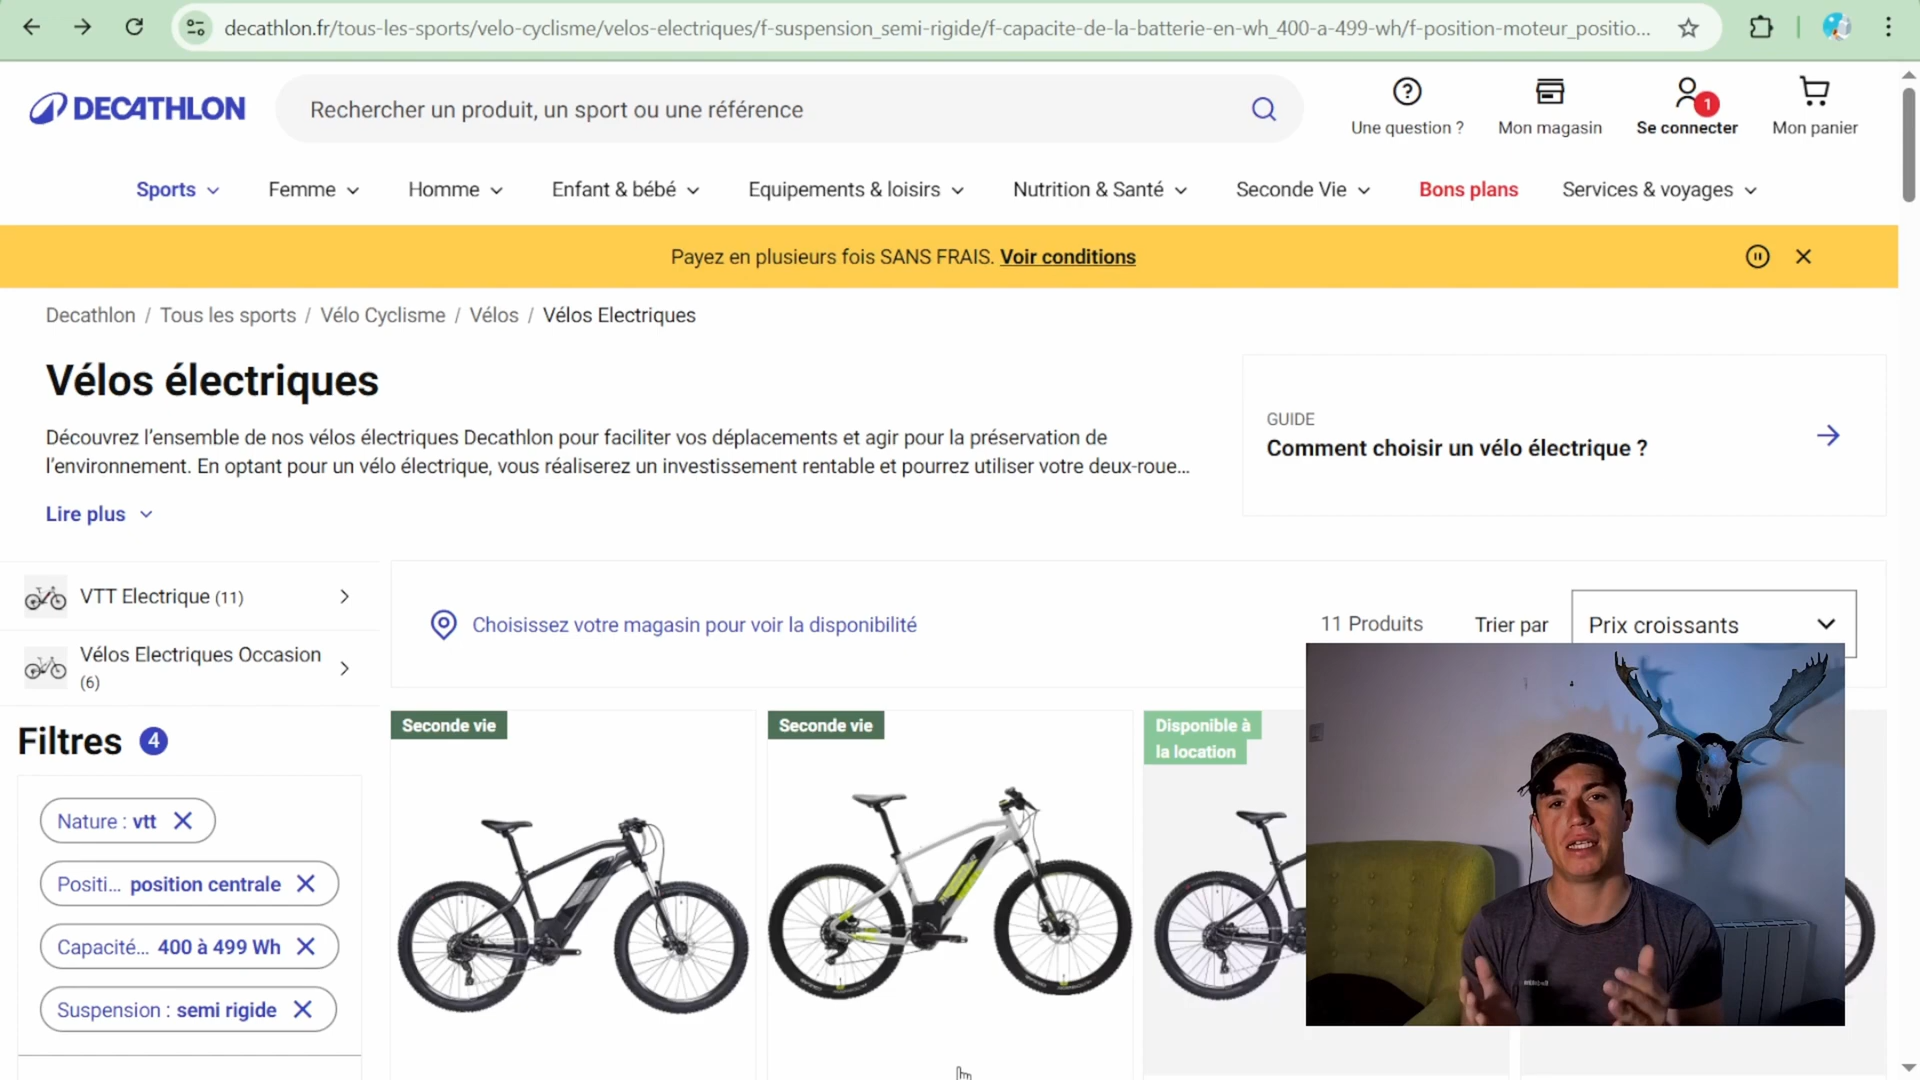 decathlon.fr/tous-les-sports/velo-cyclisme/velos-electriques/f-suspension_semi-rigide/f-capacite-de-la-batterie-en-wh_400-a-499-wh/f-position-moteur_positio...
DECATHLON
Rechercher un produit, un sport ou une référence
Une question ?
Mon magasin
1
Se connecter
Mon panier
Sports
Femme
Homme
Enfant & bébé
Equipements & loisirs
Nutrition & Santé
Seconde Vie
Bons plans
Services & voyages
Payez en plusieurs fois SANS FRAIS. Voir conditions
Decathlon / Tous les sports / Vélo Cyclisme / Vélos / Vélos Electriques
Vélos électriques
Découvrez l’ensemble de nos vélos électriques Decathlon pour faciliter vos déplacements et agir pour la préservation de
l’environnement. En optant pour un vélo électrique, vous réaliserez un investissement rentable et pourrez utiliser votre deux-roue...
Lire plus
GUIDE
Comment choisir un vélo électrique ?
VTT Electrique (11)
Vélos Electriques Occasion
(6)
Choisissez votre magasin pour voir la disponibilité
11 Produits
Trier par
Prix croissants
Filtres 4
Nature : vtt
Positi... position centrale
Capacité... 400 à 499 Wh
Suspension : semi rigide
Seconde vie
Seconde vie
Disponible à
la location